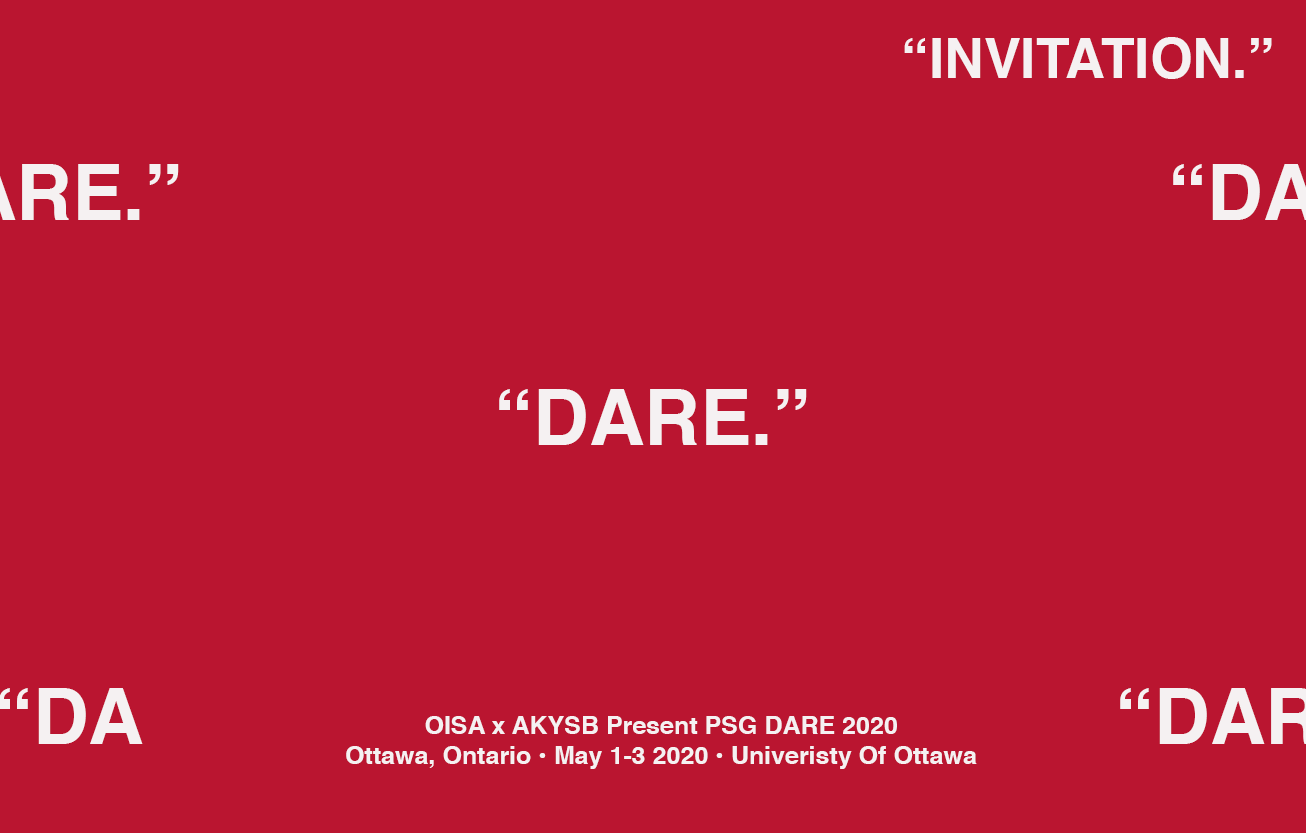 “INVITATION.”
ARE.”
“DA
“DARE.”
“DA
“DAR
OISA x AKYSB Present PSG DARE 2020
Ottawa, Ontario • May 1-3 2020 • Univeristy Of Ottawa